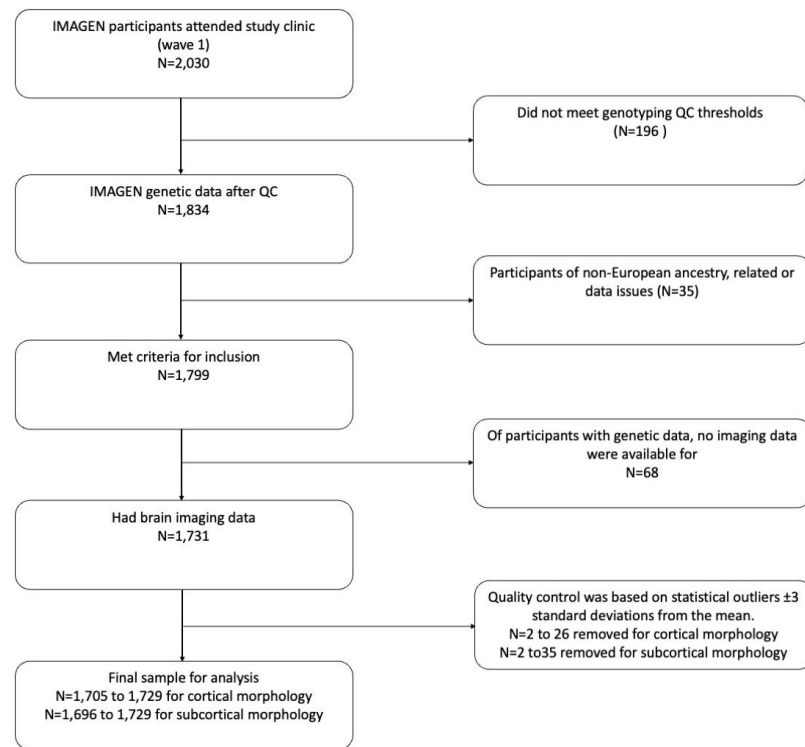 IMAGEN participants attended study clinic
(wave 1)
N=2,030
Did not meet genotyping QC thresholds
(N=196 )
IMAGEN genetic data after QC
N=1,834
Participants of non-European ancestry, related or
data issues (N=35)
Met criteria for inclusion
N=1,799
Of participants with genetic data, no imaging data
were available for
N=68
Had brain imaging data
N=1,731
Quality control was based on statistical outliers ±3
standard deviations from the mean.
N=2 to 26 removed for cortical morphology
N=2 to35 removed for subcortical morphology
Final sample for analysis
N=1,705 to 1,729 for cortical morphology
N=1,696 to 1,729 for subcortical morphology